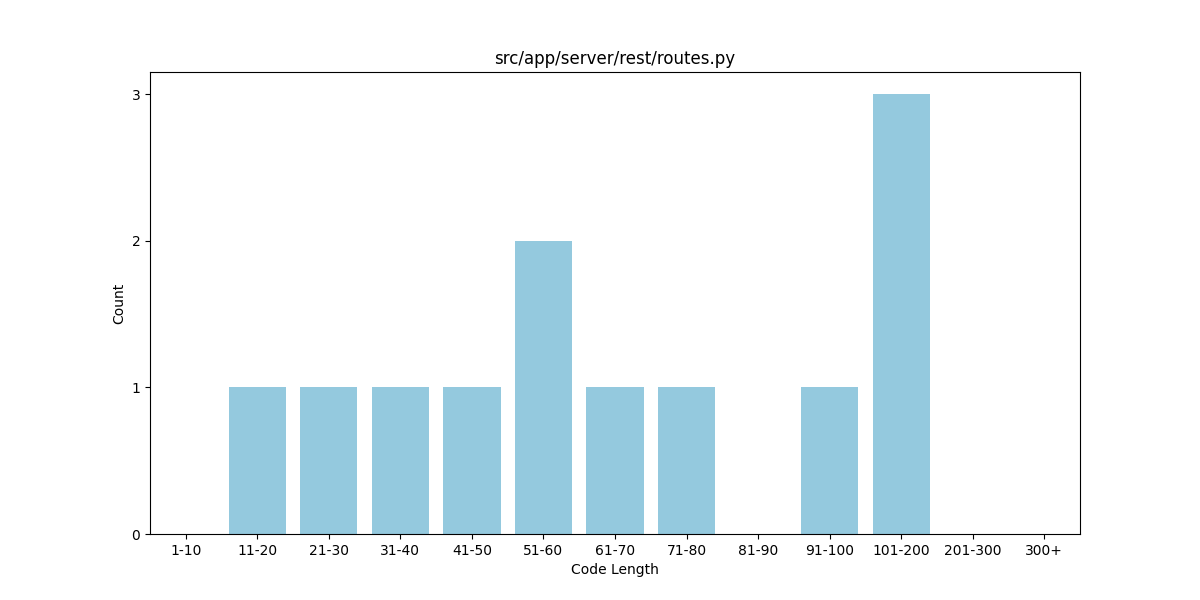 src/app/server/rest/routes.py
3
2
1
0
Count
1-10 11-20 21-30 31-40 41-50 51-60 61-70 71-80 81-90 91-100 101-200 201-300 300+
Code Length